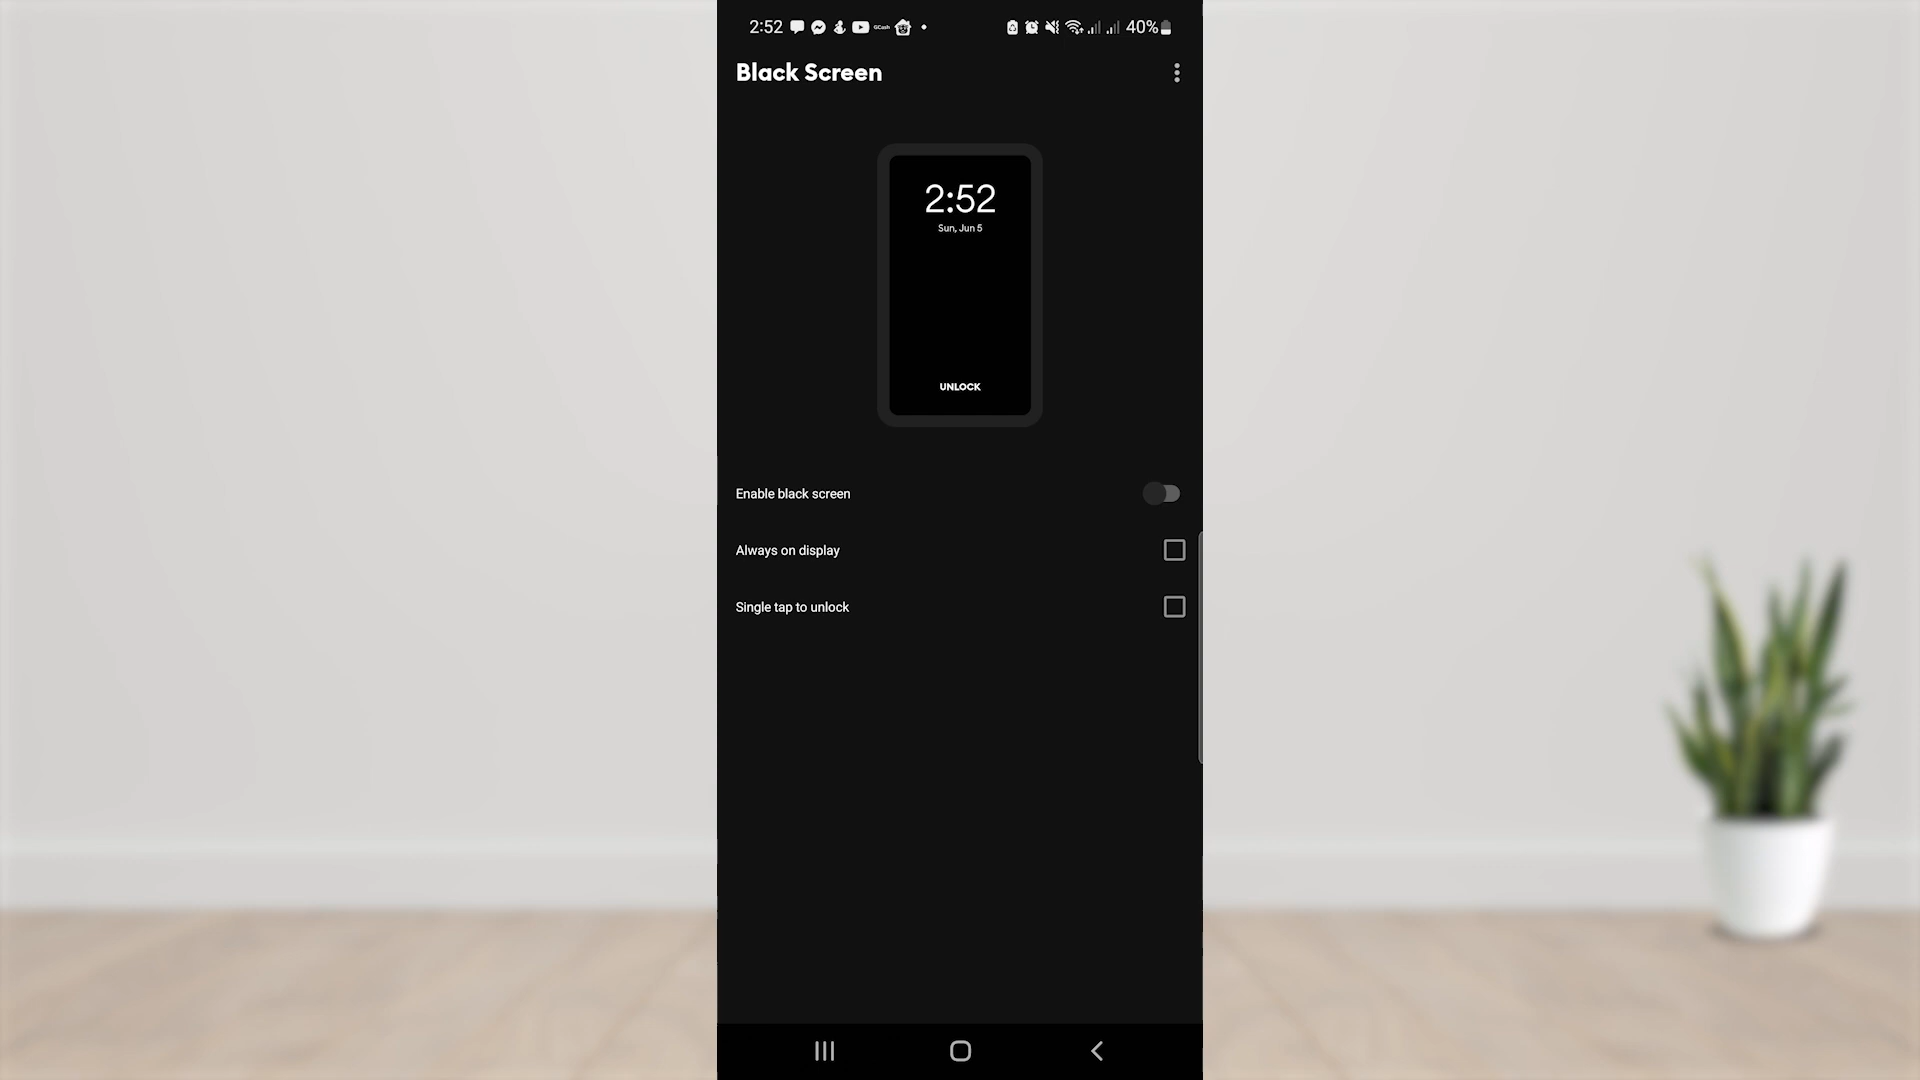 2:52 GCash 40%
Black Screen
2:52
Sun, Jun 5
UNLOCK
Enable black screen
Always on display
Single tap to unlock